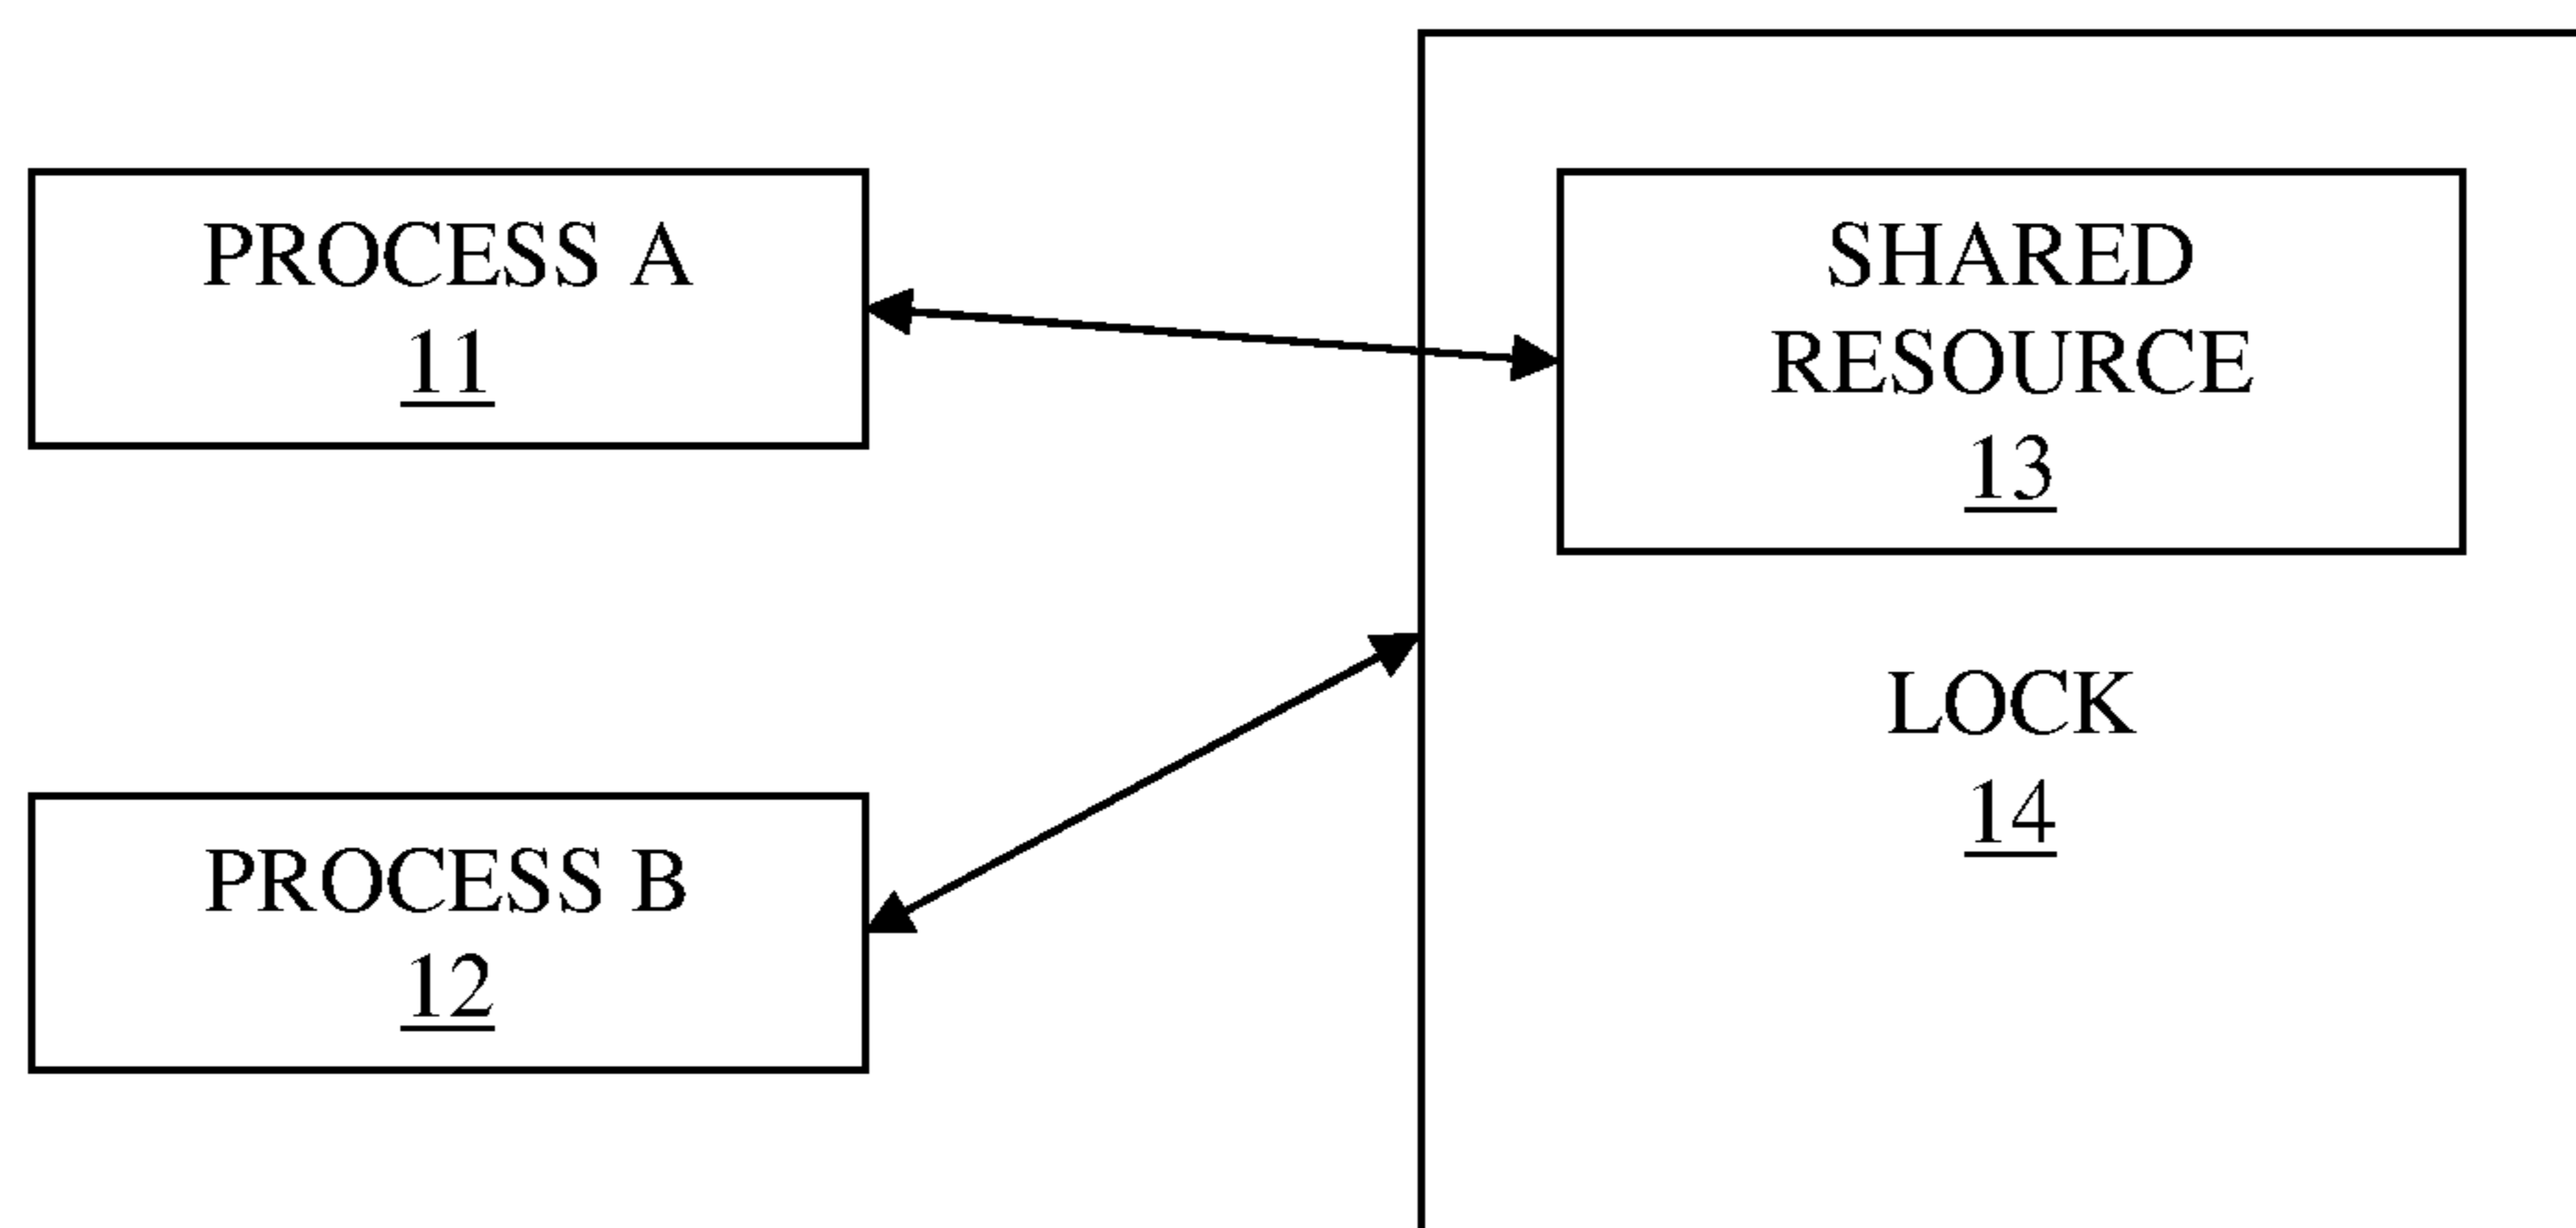 PROCESS A
11
SHARED
RESOURCE
13
LOCK
14
PROCESS B
12